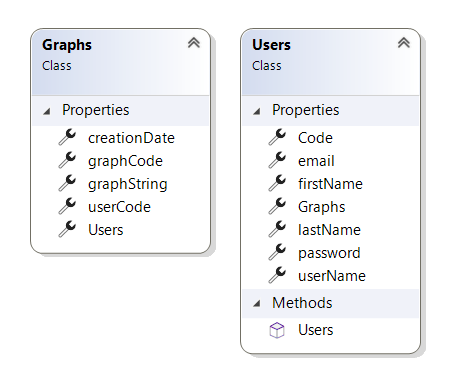 Graphs
Class
Properties
creationDate
graphCode
graphString
userCode
Users
Users
Class
Properties
Code
email
firstName
Graphs
lastName
password
userName
Methods
Users